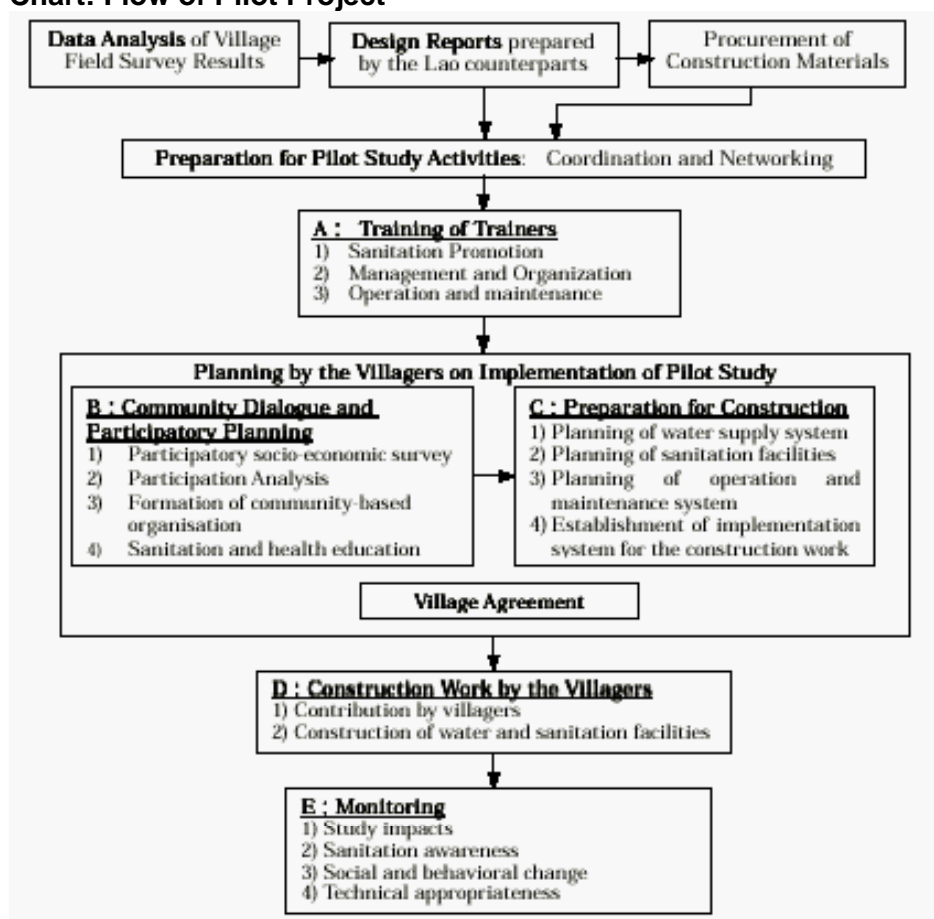 Chart: Flow of Pilot Project
Data Analysis of Village
Field Survey Results
Design Reports prepared
by the Lao counterparts
Procurement of
Construction Materials
Preparation for Pilot Study Activities: Coordination and Networking
A : Training of Trainers
1) Sanitation Promotion
2) Management and Organization
3) Operation and maintenance
Planning by the Villagers on Implementation of Pilot Study
B : Community Dialogue and
Participatory Planning
1) Participatory socio-economic survey
2) Participation Analysis
3) Formation of community-based
organisation
4) Sanitation and health education
C : Preparation for Construction
1) Planning of water supply system
2) Planning of sanitation facilities
3) Planning of operation and
maintenance system
4) Establishment of implementation
system for the construction work
Village Agreement
D : Construction Work by the Villagers
1) Contribution by villagers
2) Construction of water and sanitation facilities
E : Monitoring
1) Study impacts
2) Sanitation awareness
3) Social and behavioral change
4) Technical appropriateness